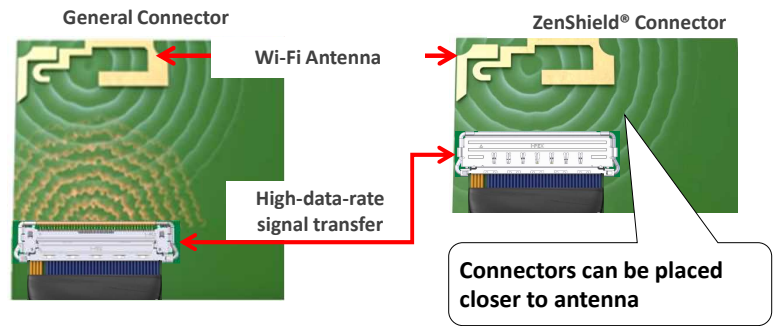 General Connector
ZenShield® Connector
Wi-Fi Antenna
I-PEX
High-data-rate
signal transfer
Connectors can be placed
closer to antenna